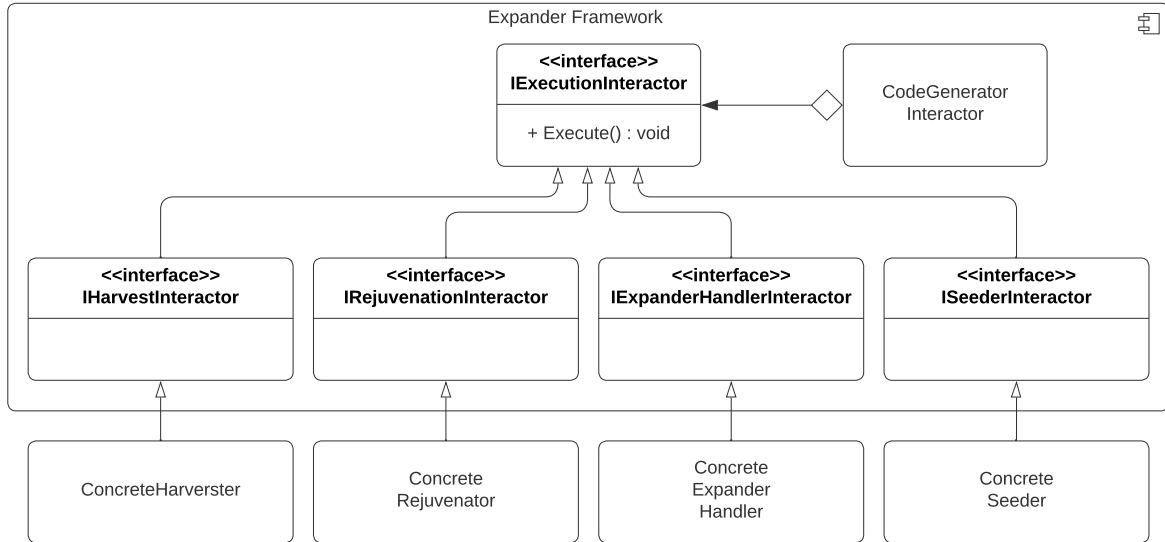 Expander Framework
<<interface>>
IExecutionInteractor
+ Execute() : void
CodeGenerator
Interactor
<<interface>>
IHarvestInteractor
<<interface>>
IRejuvenationInteractor
<<interface>>
IExpanderHandlerInteractor
<<interface>>
ISeederInteractor
ConcreteHarverster
Concrete
Rejuvenator
Concrete
Expander
Handler
Concrete
Seeder